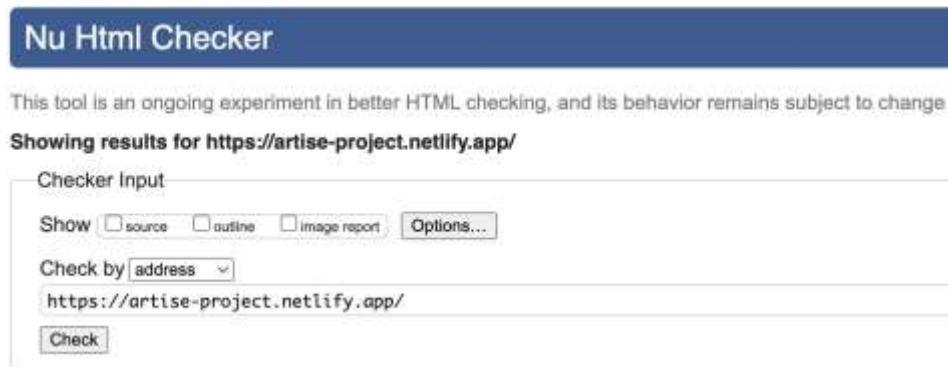 Nu Html Checker
This tool is an ongoing experiment in better HTML checking, and its behavior remains subject to change
Showing results for https://artise-project.netlify.app/
Checker Input
Show source outline image report Options...
Check by address
https://artise-project.netlify.app/
Check